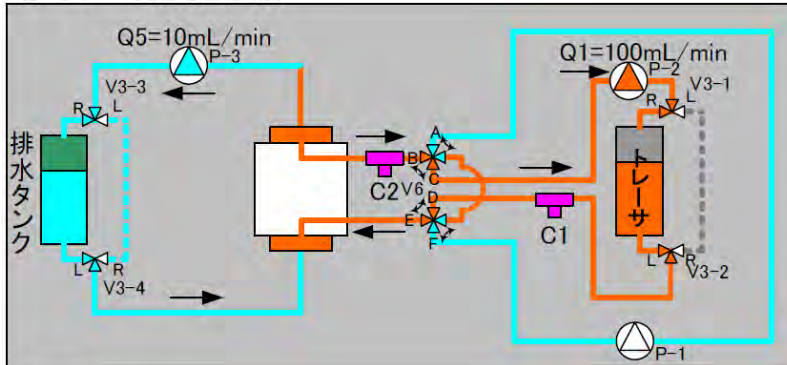 Q5=10mL/min
P-3
Q1=100mL/min
P-2
V3-3
R L
V3-1
R L
排水タンク
A
B
C
V6
C2
D
E
F
C1
トレーサ
L R
V3-4
L R
V3-2
P-1